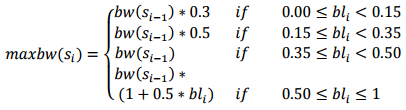 bw(s_{i-1}) * 0.3 if 0.00 ≤ bl_i < 0.15
bw(s_{i-1}) * 0.5 if 0.15 ≤ bl_i < 0.35
maxbw(s_i) = { bw(s_{i-1}) if 0.35 ≤ bl_i < 0.50
bw(s_{i-1}) *
(1 + 0.5 * bl_i) if 0.50 ≤ bl_i ≤ 1